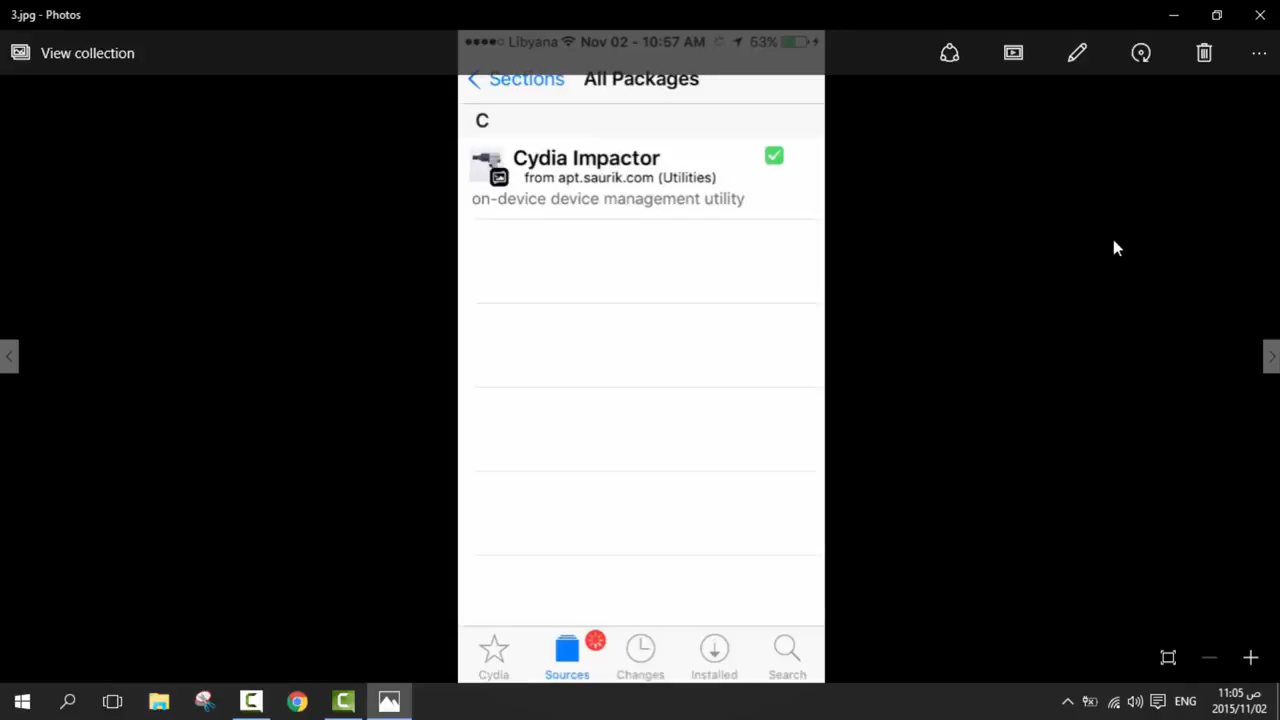 3.jpg - Photos
View collection
Libyana Nov 02 - 10:57 AM 53%
Sections All Packages
C
Cydia Impactor
from apt.saurik.com (Utilities)
on-device device management utility
Cydia Sources Changes Installed Search
ENG
11:05 ص
2015/11/02